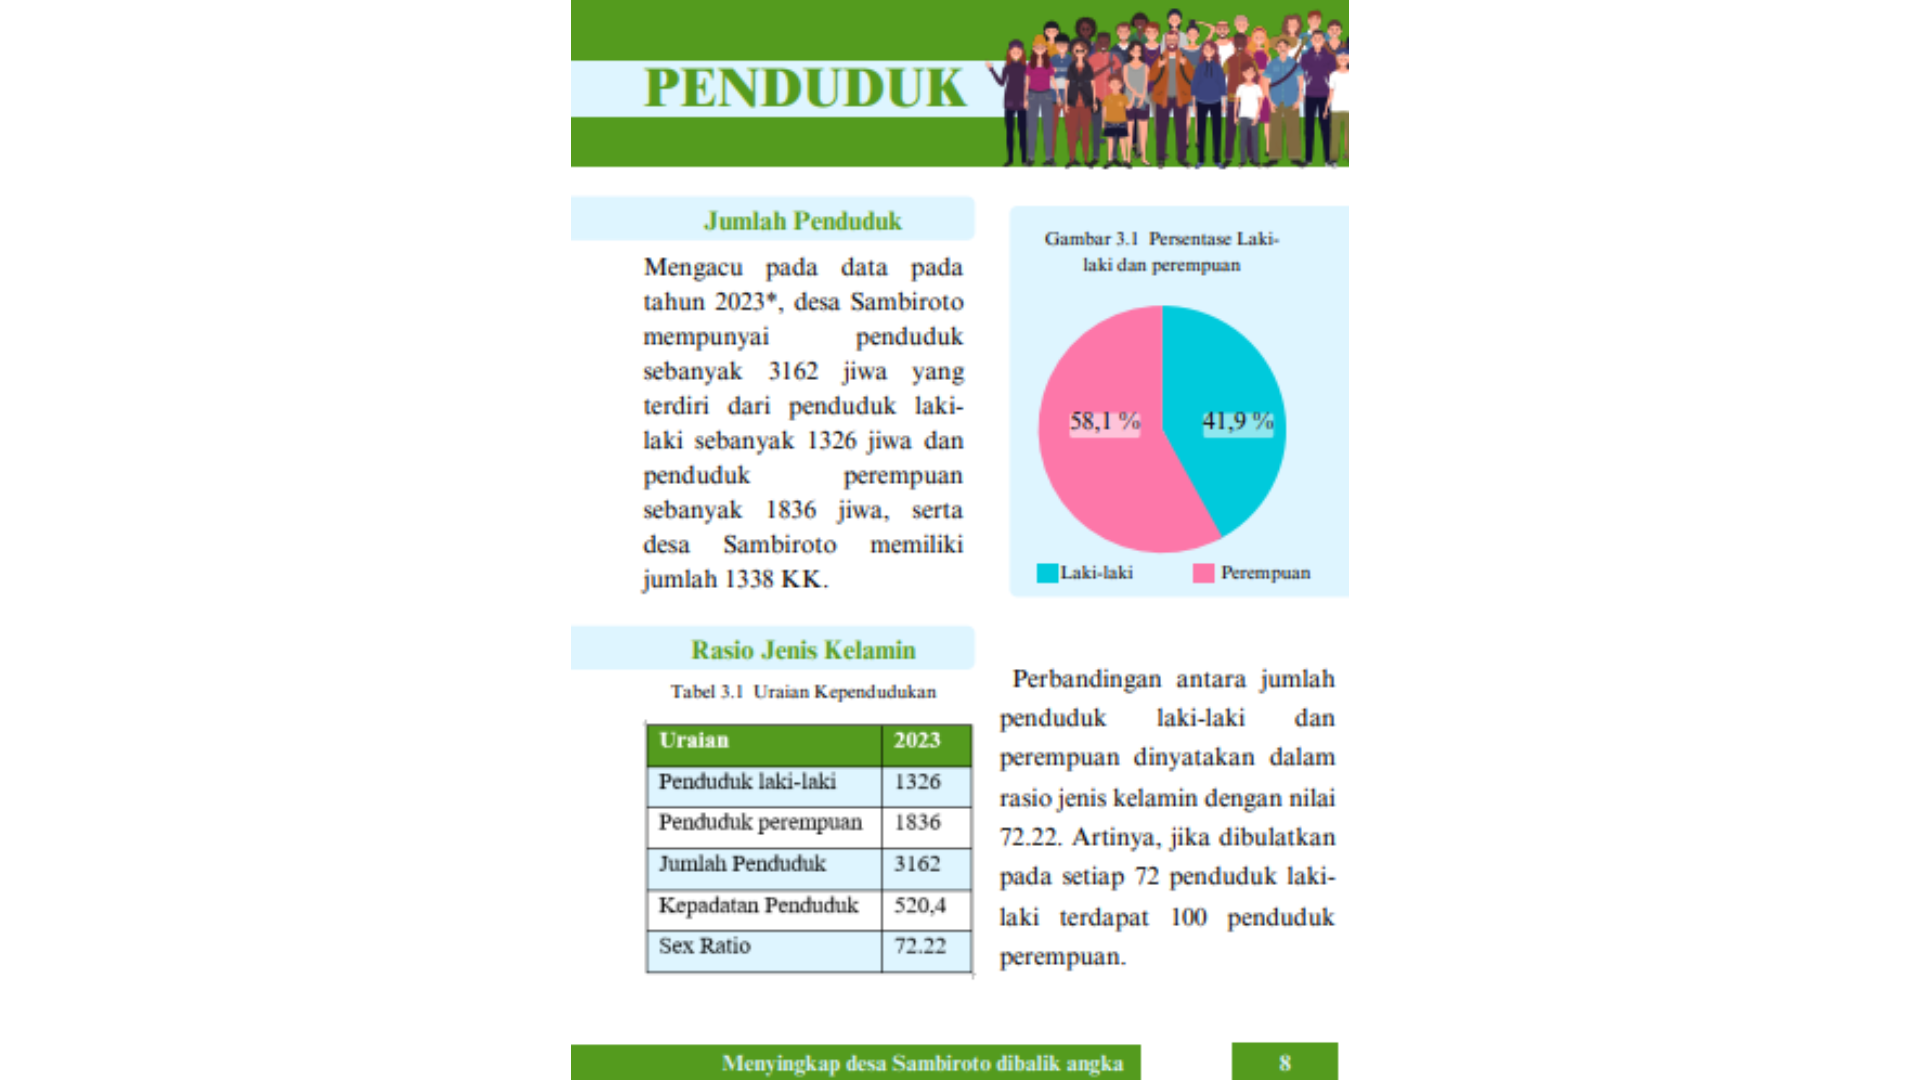 PENDUDUK
Jumlah Penduduk
Mengacu pada data pada
tahun 2023*, desa Sambiroto
mempunyai penduduk
sebanyak 3162 jiwa yang
terdiri dari penduduk laki-
laki sebanyak 1326 jiwa dan
penduduk perempuan
sebanyak 1836 jiwa, serta
desa Sambiroto memiliki
jumlah 1338 KK.
Gambar 3.1 Persentase Laki-
laki dan perempuan
58,1 % 41,9 %
Laki-laki Perempuan
Rasio Jenis Kelamin
Tabel 3.1 Uraian Kependudukan
Uraian 2023
Penduduk laki-laki 1326
Penduduk perempuan 1836
Jumlah Penduduk 3162
Kepadatan Penduduk 520,4
Sex Ratio 72.22
Perbandingan antara jumlah
penduduk laki-laki dan
perempuan dinyatakan dalam
rasio jenis kelamin dengan nilai
72.22. Artinya, jika dibulatkan
pada setiap 72 penduduk laki-
laki terdapat 100 penduduk
perempuan.
Menyingkap desa Sambiroto dibalik angka 8